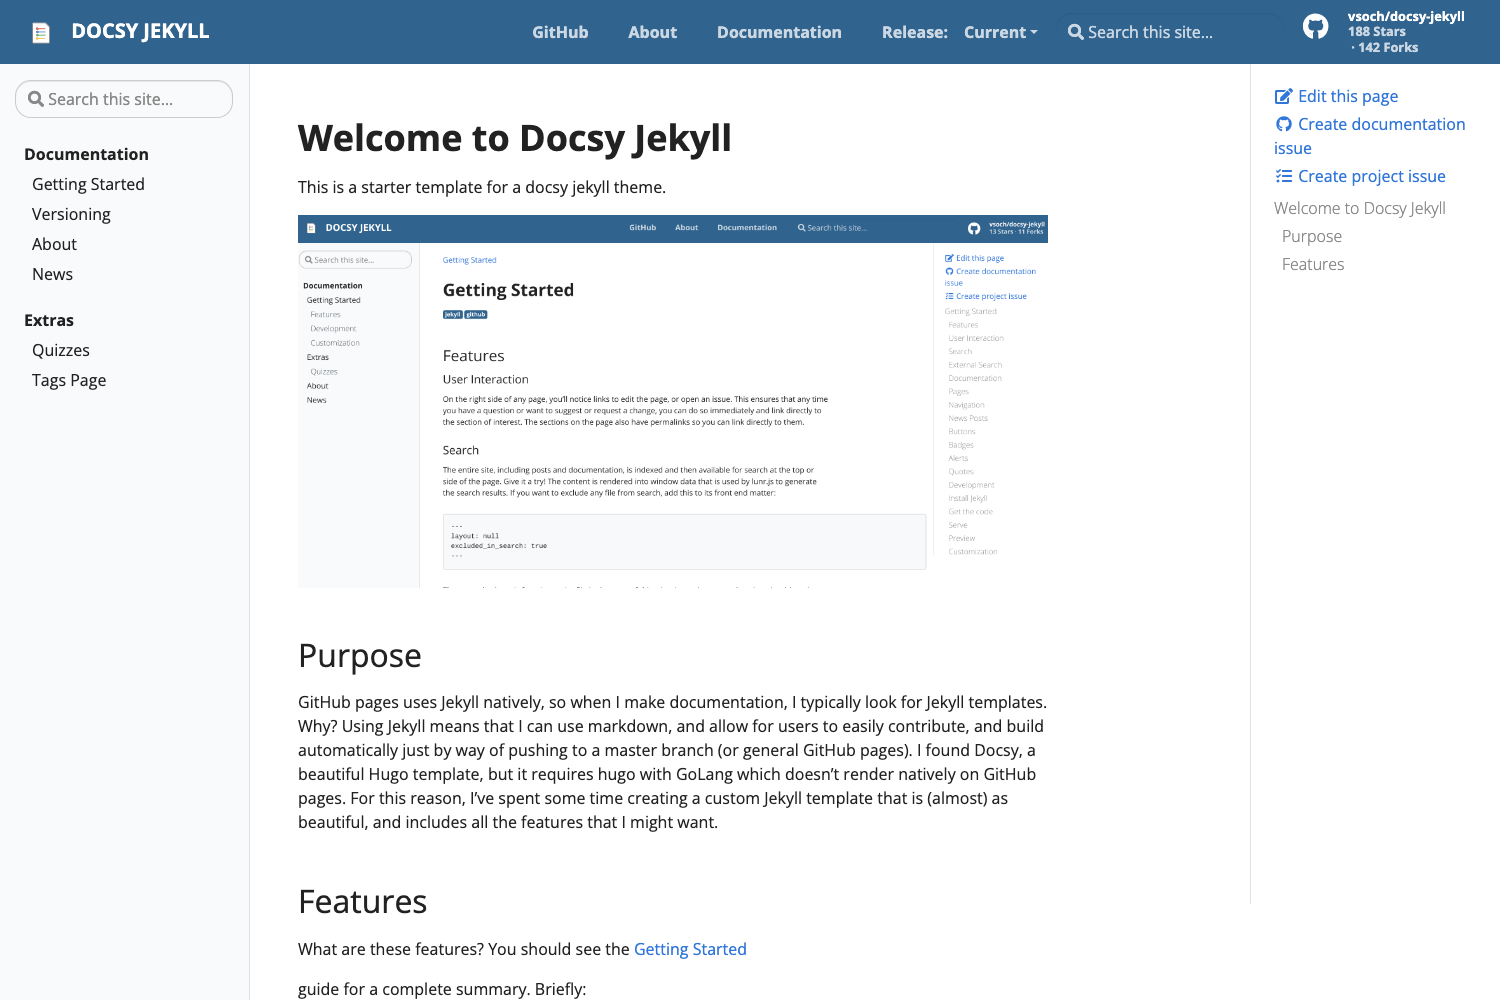 DOCSY JEKYLL
GitHub
About
Documentation
Release:
Current
Search this site...
vsoch/docsy-jekyll
188 Stars
· 142 Forks
Search this site...
Documentation
Getting Started
Versioning
About
News
Extras
Quizzes
Tags Page
Welcome to Docsy Jekyll
This is a starter template for a docsy jekyll theme.
DOCSY JEKYLL
GitHub
About
Documentation
Search this site...
vsoch/docsy-jekyll
13 Stars · 11 Forks
Search this site...
Documentation
Getting Started
Features
Development
Customization
Extras
Quizzes
About
News
Getting Started
Getting Started
jekyll github
Features
User Interaction
On the right side of any page, you'll notice links to edit the page, or open an issue. This ensures that any time
you have a question or want to suggest or request a change, you can do so immediately and link directly to
the section of interest. The sections on the page also have permalinks so you can link directly to them.
Search
The entire site, including posts and documentation, is indexed and then available for search at the top or
side of the page. Give it a try! The content is rendered into window data that is used by lunr.js to generate
the search results. If you want to exclude any file from search, add this to its front end matter:
---
layout: null
excluded_in_search: true
---
Edit this page
Create documentation
issue
Create project issue
Getting Started
Features
User Interaction
Search
External Search
Documentation
Pages
Navigation
News Posts
Buttons
Badges
Alerts
Quotes
Development
Install Jekyll
Get the code
Serve
Preview
Customization
Purpose
GitHub pages uses Jekyll natively, so when I make documentation, I typically look for Jekyll templates.
Why? Using Jekyll means that I can use markdown, and allow for users to easily contribute, and build
automatically just by way of pushing to a master branch (or general GitHub pages). I found Docsy, a
beautiful Hugo template, but it requires hugo with GoLang which doesn’t render natively on GitHub
pages. For this reason, I’ve spent some time creating a custom Jekyll template that is (almost) as
beautiful, and includes all the features that I might want.
Features
What are these features? You should see the Getting Started
guide for a complete summary. Briefly:
Edit this page
Create documentation
issue
Create project issue
Welcome to Docsy Jekyll
Purpose
Features